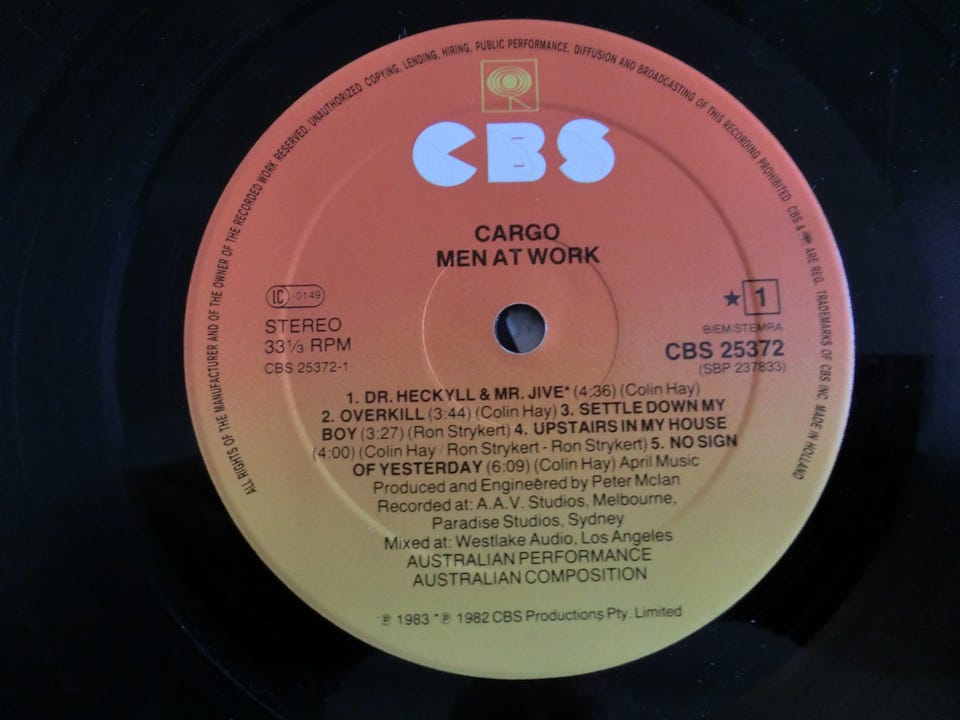 ALL RIGHTS OF THE MANUFACTURER AND OF THE OWNER OF THE RECORDED WORK RESERVED. UNAUTHORIZED COPYING, LENDING, HIRING, PUBLIC PERFORMANCE, DIFFUSION AND BROADCASTING OF THIS RECORDING PROHIBITED. CBS & ARE REG. TRADEMARKS OF CBS INC. MADE IN HOLLAND
CBS
CARGO
MEN AT WORK
LC 0149
★ 1
STEREO
33⅓ RPM
CBS 25372-1
BIEM/STEMRA
CBS 25372
(SBP 237833)
1. DR. HECKYLL & MR. JIVE* (4:36) (Colin Hay)
2. OVERKILL (3:44) (Colin Hay) 3. SETTLE DOWN MY
BOY (3:27) (Ron Strykert) 4. UPSTAIRS IN MY HOUSE
(4:00) (Colin Hay / Ron Strykert - Ron Strykert) 5. NO SIGN
OF YESTERDAY (6:09) (Colin Hay) April Music
Produced and Engineered by Peter McIan
Recorded at: A.A.V. Studios, Melbourne,
Paradise Studios, Sydney
Mixed at: Westlake Audio, Los Angeles
AUSTRALIAN PERFORMANCE
AUSTRALIAN COMPOSITION
℗ 1983 *℗ 1982 CBS Productions Pty. Limited